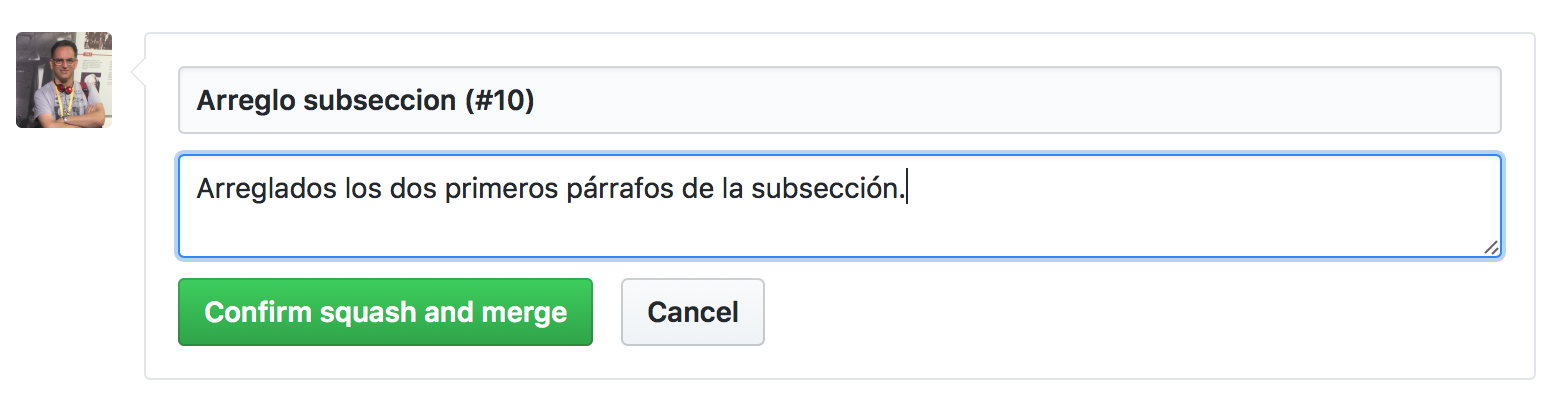 Arreglo subseccion (#10)
Arreglados los dos primeros párrafos de la subsección.
Confirm squash and merge
Cancel